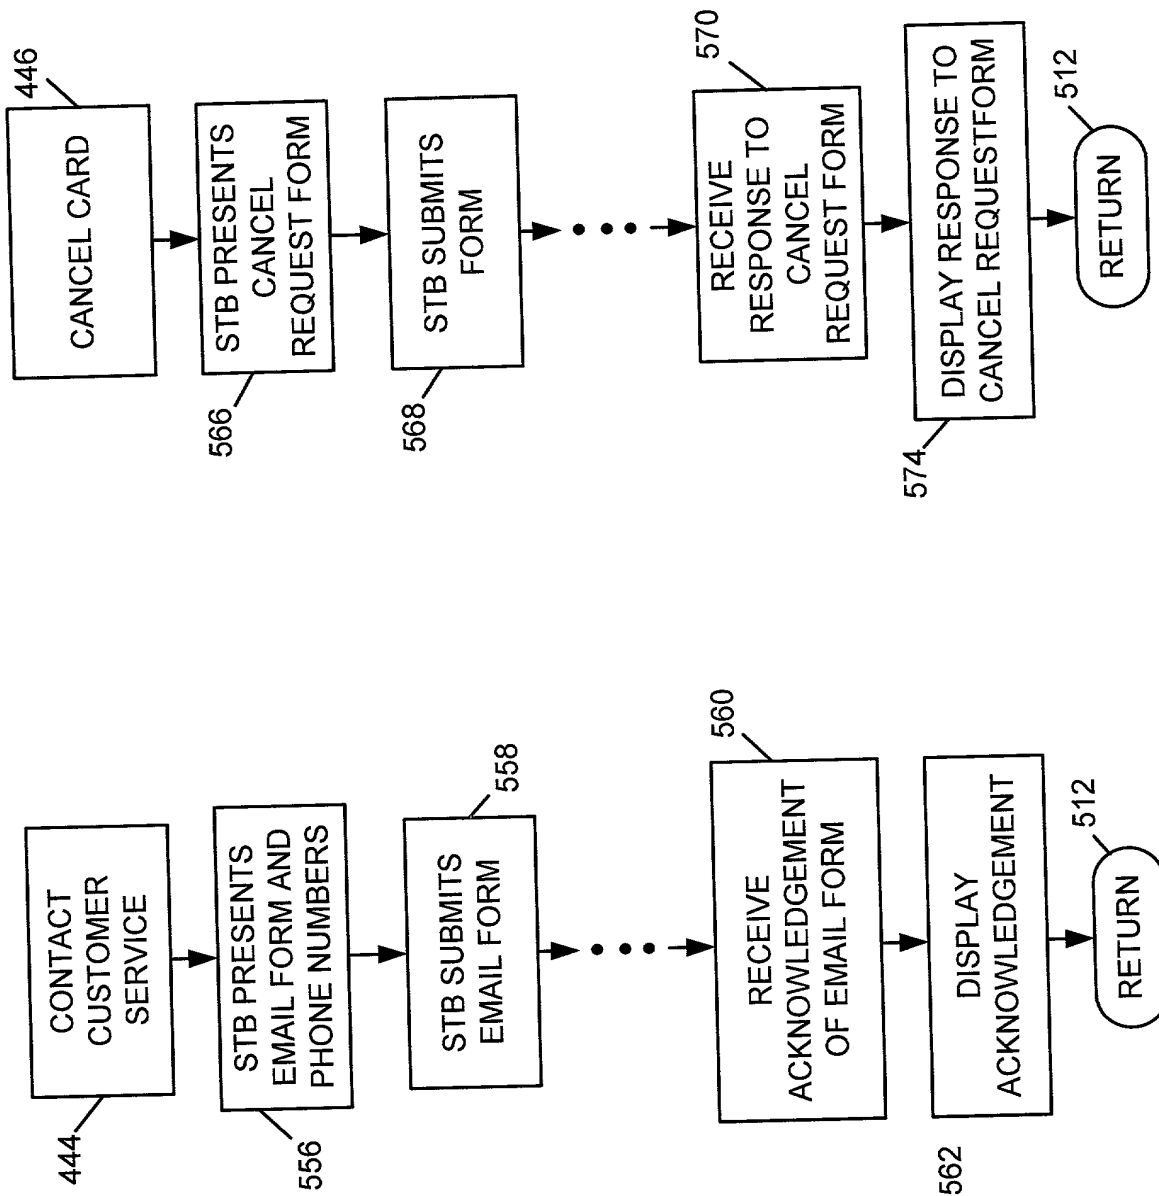 444
CONTACT
CUSTOMER
SERVICE
556
STB PRESENTS
EMAIL FORM AND
PHONE NUMBERS
558
STB SUBMITS
EMAIL FORM
560
RECEIVE
ACKNOWLEDGEMENT
OF EMAIL FORM
562
DISPLAY
ACKNOWLEDGEMENT
512
RETURN
446
CANCEL CARD
566
STB PRESENTS
CANCEL
REQUEST FORM
568
STB SUBMITS
FORM
570
RECEIVE
RESPONSE TO
CANCEL
REQUEST FORM
574
DISPLAY RESPONSE TO
CANCEL REQUESTFORM
512
RETURN